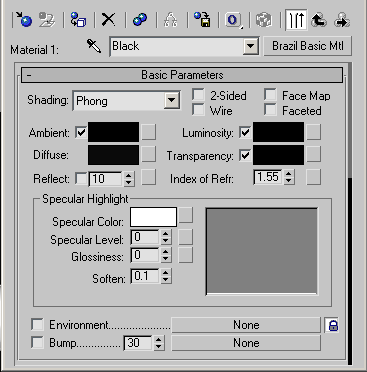 Material 1: Black Brazil Basic Mtl
- Basic Parameters
Shading: Phong 2-Sided Face Map
Wire Faceted
Ambient: Luminosity:
Diffuse: Transparency:
Reflect: 10 Index of Refr: 1.55
Specular Highlight
Specular Color:
Specular Level: 0
Glossiness: 0
Soften: 0.1
Environment...................... None
Bump............... 30 None